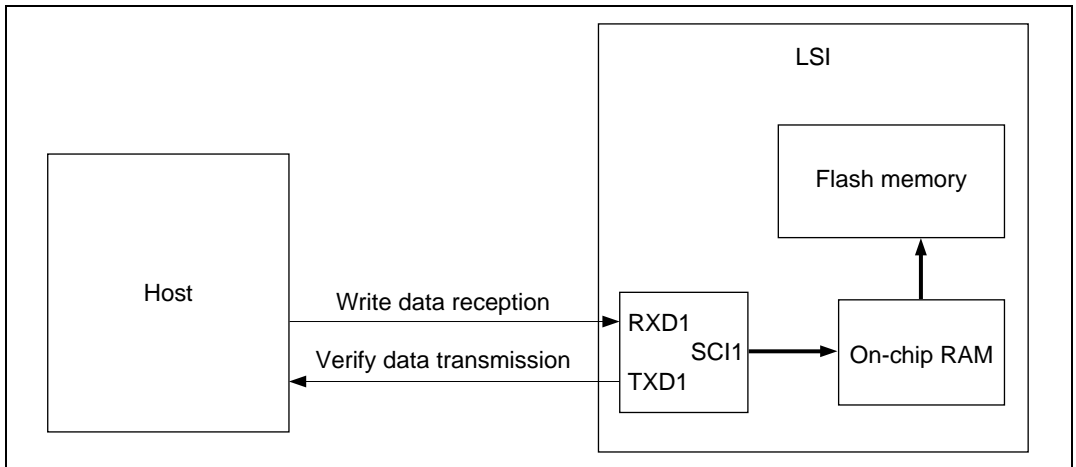 LSI
Flash memory
Host
Write data reception
RXD1
SCI1
On-chip RAM
Verify data transmission
TXD1